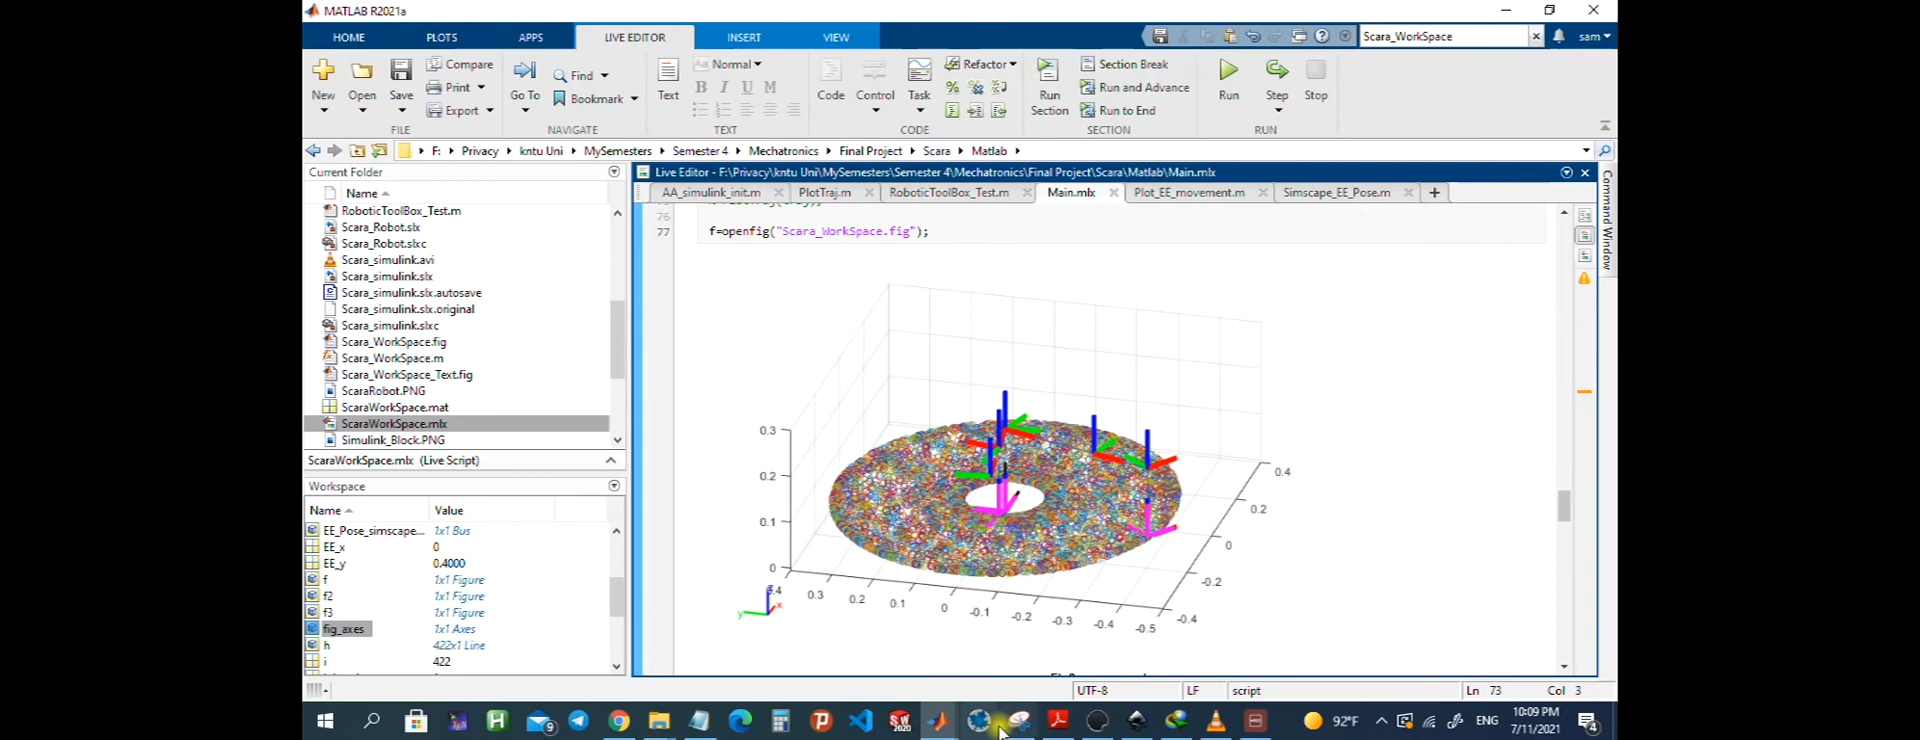 MATLAB R2021a
HOME PLOTS APPS LIVE EDITOR INSERT VIEW
Scara_WorkSpace
sam
New Open Save
Compare
Print
Export
FILE
Go To
Find
Bookmark
NAVIGATE
Text
Normal
B I U M
TEXT
Code Control Task
Refactor
CODE
Run Section
Section Break
Run and Advance
Run to End
SECTION
Run Step Stop
RUN
F: Privacy kntu Uni MySemesters Semester 4 Mechatronics Final Project Scara Matlab
Current Folder
Name
RoboticToolBox_Test.m
Scara_Robot.slx
Scara_Robot.slxc
Scara_simulink.avi
Scara_simulink.slx
Scara_simulink.slx.autosave
Scara_simulink.slx.original
Scara_simulink.slxc
Scara_WorkSpace.fig
Scara_WorkSpace.m
Scara_WorkSpace_Text.fig
ScaraRobot.PNG
ScaraWorkSpace.mat
ScaraWorkSpace.mlx
Simulink_Block.PNG
ScaraWorkSpace.mlx (Live Script)
Workspace
Name Value
EE_Pose_simscape... 1x1 Bus
EE_x 0
EE_y 0.4000
f 1x1 Figure
f2 1x1 Figure
f3 1x1 Figure
fig_axes 1x1 Axes
h 422x1 Line
i 422
Live Editor - F:\Privacy\kntu Uni\MySemesters\Semester 4\Mechatronics\Final Project\Scara\Matlab\Main.mlx
AA_simulink_init.m PlotTraj.m RoboticToolBox_Test.m Main.mlx Plot_EE_movement.m Simscape_EE_Pose.m
76
77 f=openfig("Scara_WorkSpace.fig");
0.3
0.2
0.1
0
0.3 0.2 0.1 0 -0.1 -0.2 -0.3 -0.4 -0.5
0.4
0.2
0
-0.2
-0.4
y x
Command Window
UTF-8 LF script Ln 73 Col 3
9
SW
2020
92°F
ENG
10:09 PM
7/11/2021
4